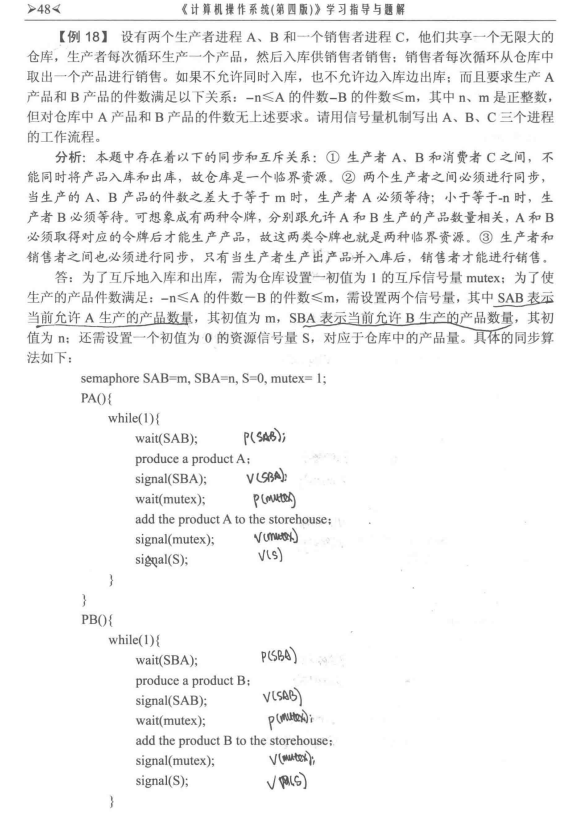 ➢48<
《计算机操作系统(第四版)》学习指导与题解
【例 18】 设有两个生产者进程 A、B 和一个销售者进程 C，他们共享一个无限大的
仓库，生产者每次循环生产一个产品，然后入库供销售者销售；销售者每次循环从仓库中
取出一个产品进行销售。如果不允许同时入库，也不允许边入库边出库；而且要求生产 A
产品和 B 产品的件数满足以下关系：−n≤A 的件数−B 的件数≤m，其中 n、m 是正整数，
但对仓库中 A 产品和 B 产品的件数无上述要求。请用信号量机制写出 A、B、C 三个进程
的工作流程。
分析：本题中存在着以下的同步和互斥关系：① 生产者 A、B 和消费者 C 之间，不
能同时将产品入库和出库，故仓库是一个临界资源。② 两个生产者之间必须进行同步，
当生产的 A、B 产品的件数之差大于等于 m 时，生产者 A 必须等待；小于等于-n 时，生
产者 B 必须等待。可想象成有两种令牌，分别跟允许 A 和 B 生产的产品数量相关，A 和 B
必须取得对应的令牌后才能生产产品，故这两类令牌也就是两种临界资源。③ 生产者和
销售者之间也必须进行同步，只有当生产者生产出产品并入库后，销售者才能进行销售。
答：为了互斥地入库和出库，需为仓库设置一初值为 1 的互斥信号量 mutex；为了使
生产的产品件数满足：−n≤A 的件数－B 的件数≤m，需设置两个信号量，其中 SAB 表示
当前允许 A 生产的产品数量，其初值为 m，SBA 表示当前允许 B 生产的产品数量，其初
值为 n；还需设置一个初值为 0 的资源信号量 S，对应于仓库中的产品量。具体的同步算
法如下：
semaphore SAB=m, SBA=n, S=0, mutex= 1;
PA(){
while(1){
wait(SAB); P(SAB);
produce a product A;
signal(SBA); V(SBA);
wait(mutex); P(mutex)
add the product A to the storehouse;
signal(mutex); V(mutex)
signal(S); V(S)
}
}
PB(){
while(1){
wait(SBA); P(SBA)
produce a product B;
signal(SAB); V(SAB)
wait(mutex); P(mutex);
add the product B to the storehouse;
signal(mutex); V(mutex);
signal(S); V(S)
}